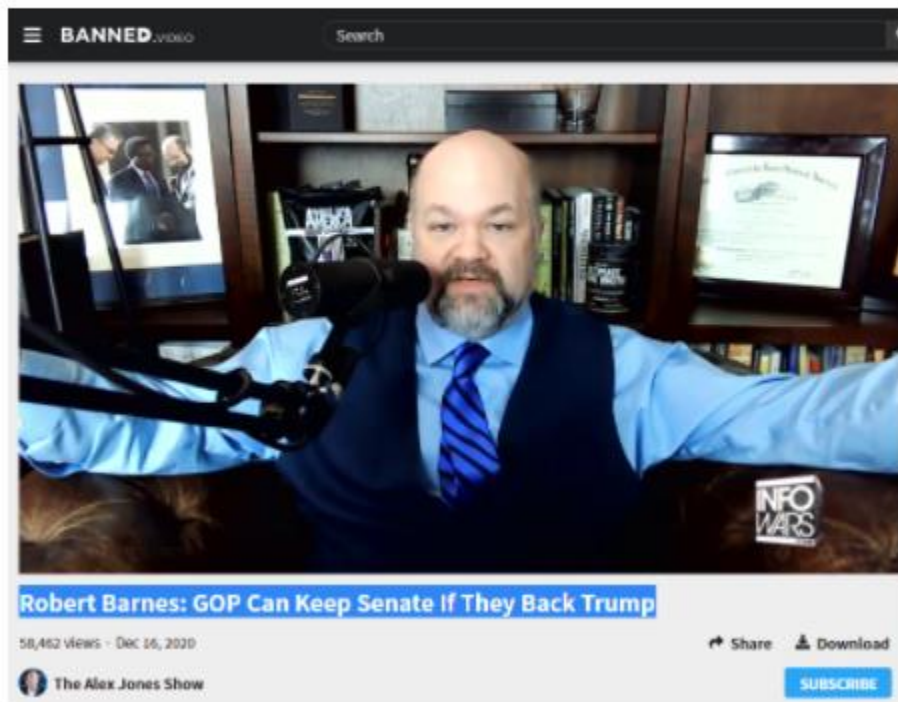 BANNED.VIDEO
Search
INFO
WARS
Robert Barnes: GOP Can Keep Senate If They Back Trump
58,462 views - Dec 16, 2020
Share
Download
The Alex Jones Show
SUBSCRIBE